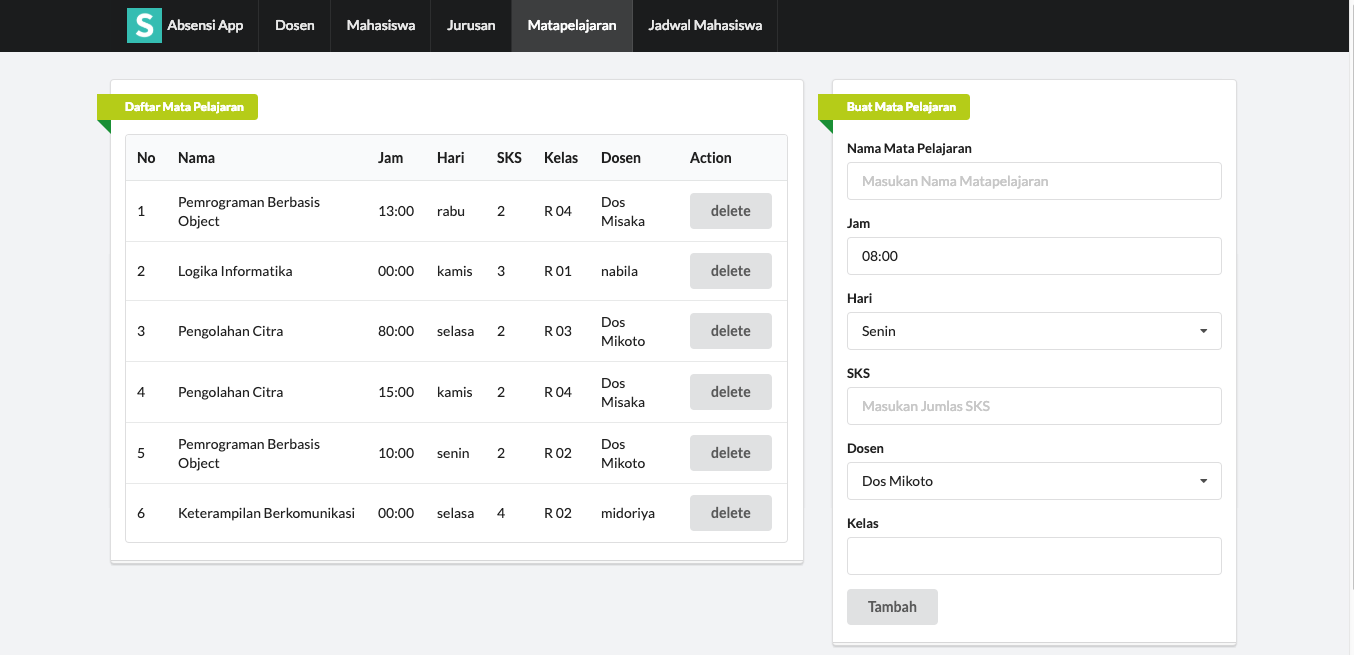 S Absensi App Dosen Mahasiswa Jurusan Matapelajaran Jadwal Mahasiswa
Daftar Mata Pelajaran
No Nama Jam Hari SKS Kelas Dosen Action
1 Pemrograman Berbasis Object 13:00 rabu 2 R 04 Dos Misaka delete
2 Logika Informatika 00:00 kamis 3 R 01 nabila delete
3 Pengolahan Citra 80:00 selasa 2 R 03 Dos Mikoto delete
4 Pengolahan Citra 15:00 kamis 2 R 04 Dos Misaka delete
5 Pemrograman Berbasis Object 10:00 senin 2 R 02 Dos Mikoto delete
6 Keterampilan Berkomunikasi 00:00 selasa 4 R 02 midoriya delete
Buat Mata Pelajaran
Nama Mata Pelajaran
Masukan Nama Matapelajaran
Jam
08:00
Hari
Senin
SKS
Masukan Jumlas SKS
Dosen
Dos Mikoto
Kelas
Tambah